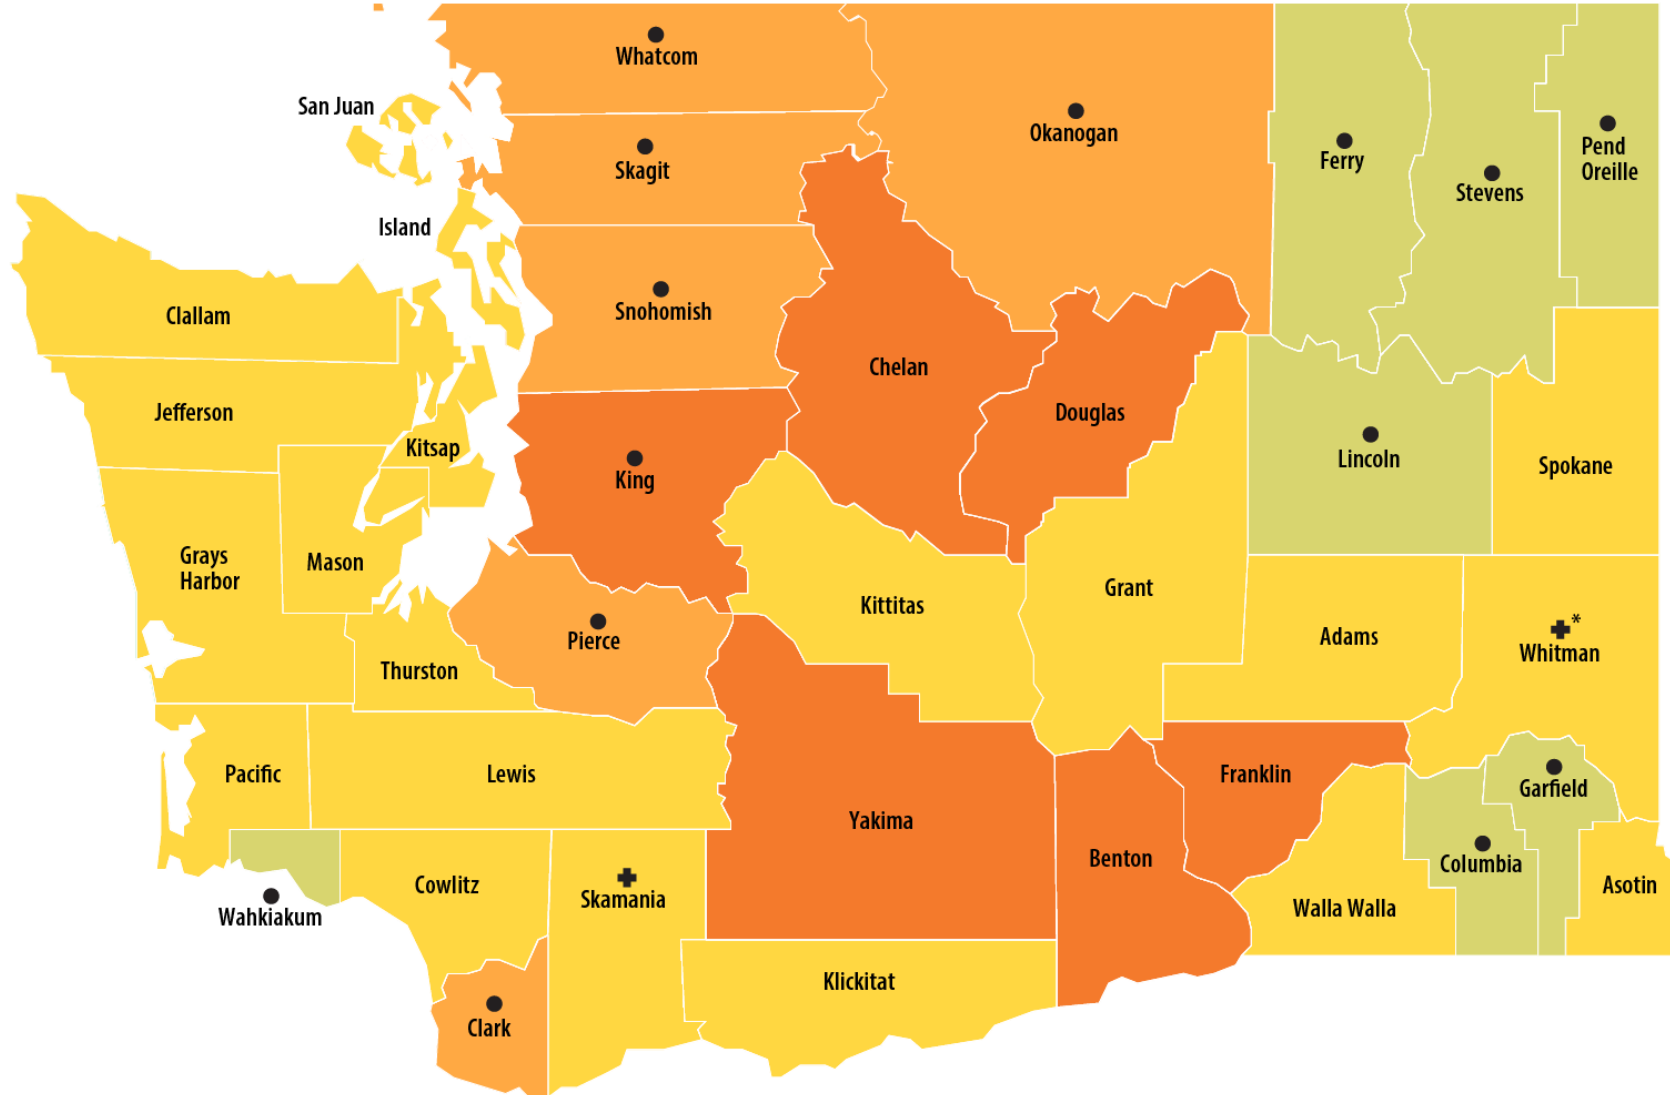 Whatcom
San Juan
Okanogan
Skagit
Ferry
Pend
Oreille
Stevens
Island
Snohomish
Clallam
Chelan
Jefferson
Douglas
Kitsap
Lincoln
Spokane
King
Grays
Harbor
Mason
Grant
Kittitas
Pierce
Adams
*
Whitman
Thurston
Pacific
Lewis
Franklin
Garfield
Yakima
Benton
Columbia
Cowlitz
Skamania
Asotin
Walla Walla
Wahkiakum
Klickitat
Clark